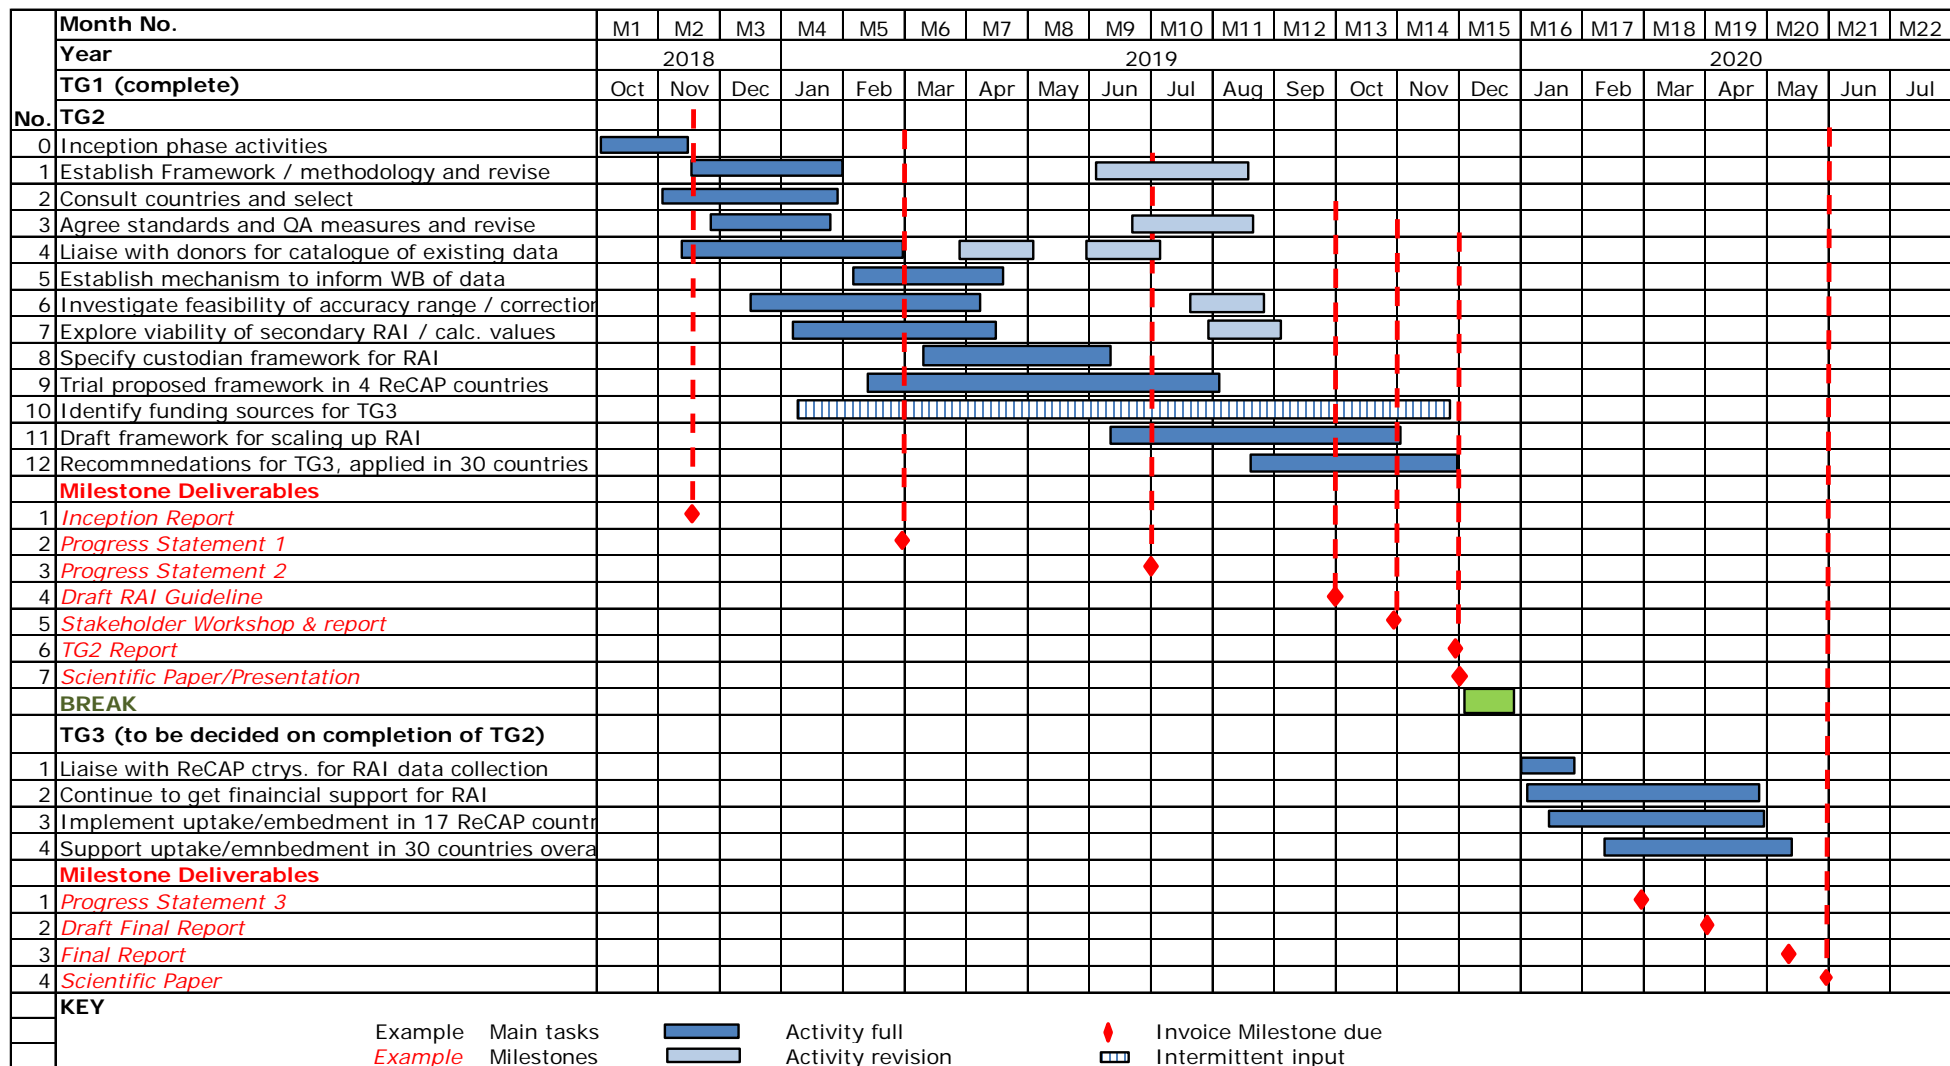 Month No. M1 M2 M3 M4 M5 M6 M7 M8 M9 M10 M11 M12 M13 M14 M15 M16 M17 M18 M19 M20 M21 M22
Year 2018 2019 2020
TG1 (complete) Oct Nov Dec Jan Feb Mar Apr May Jun Jul Aug Sep Oct Nov Dec Jan Feb Mar Apr May Jun Jul
No. TG2
0 Inception phase activities
1 Establish Framework / methodology and revise
2 Consult countries and select
3 Agree standards and QA measures and revise
4 Liaise with donors for catalogue of existing data
5 Establish mechanism to inform WB of data
6 Investigate feasibility of accuracy range / correction
7 Explore viability of secondary RAI / calc. values
8 Specify custodian framework for RAI
9 Trial proposed framework in 4 ReCAP countries
10 Identify funding sources for TG3
11 Draft framework for scaling up RAI
12 Recommnedations for TG3, applied in 30 countries
Milestone Deliverables
1 Inception Report
2 Progress Statement 1
3 Progress Statement 2
4 Draft RAI Guideline
5 Stakeholder Workshop & report
6 TG2 Report
7 Scientific Paper/Presentation
BREAK
TG3 (to be decided on completion of TG2)
1 Liaise with ReCAP ctrys. for RAI data collection
2 Continue to get finaincial support for RAI
3 Implement uptake/embedment in 17 ReCAP countr
4 Support uptake/emnbedment in 30 countries overa
Milestone Deliverables
1 Progress Statement 3
2 Draft Final Report
3 Final Report
4 Scientific Paper
KEY
Example Main tasks Activity full Invoice Milestone due
Example Milestones Activity revision Intermittent input